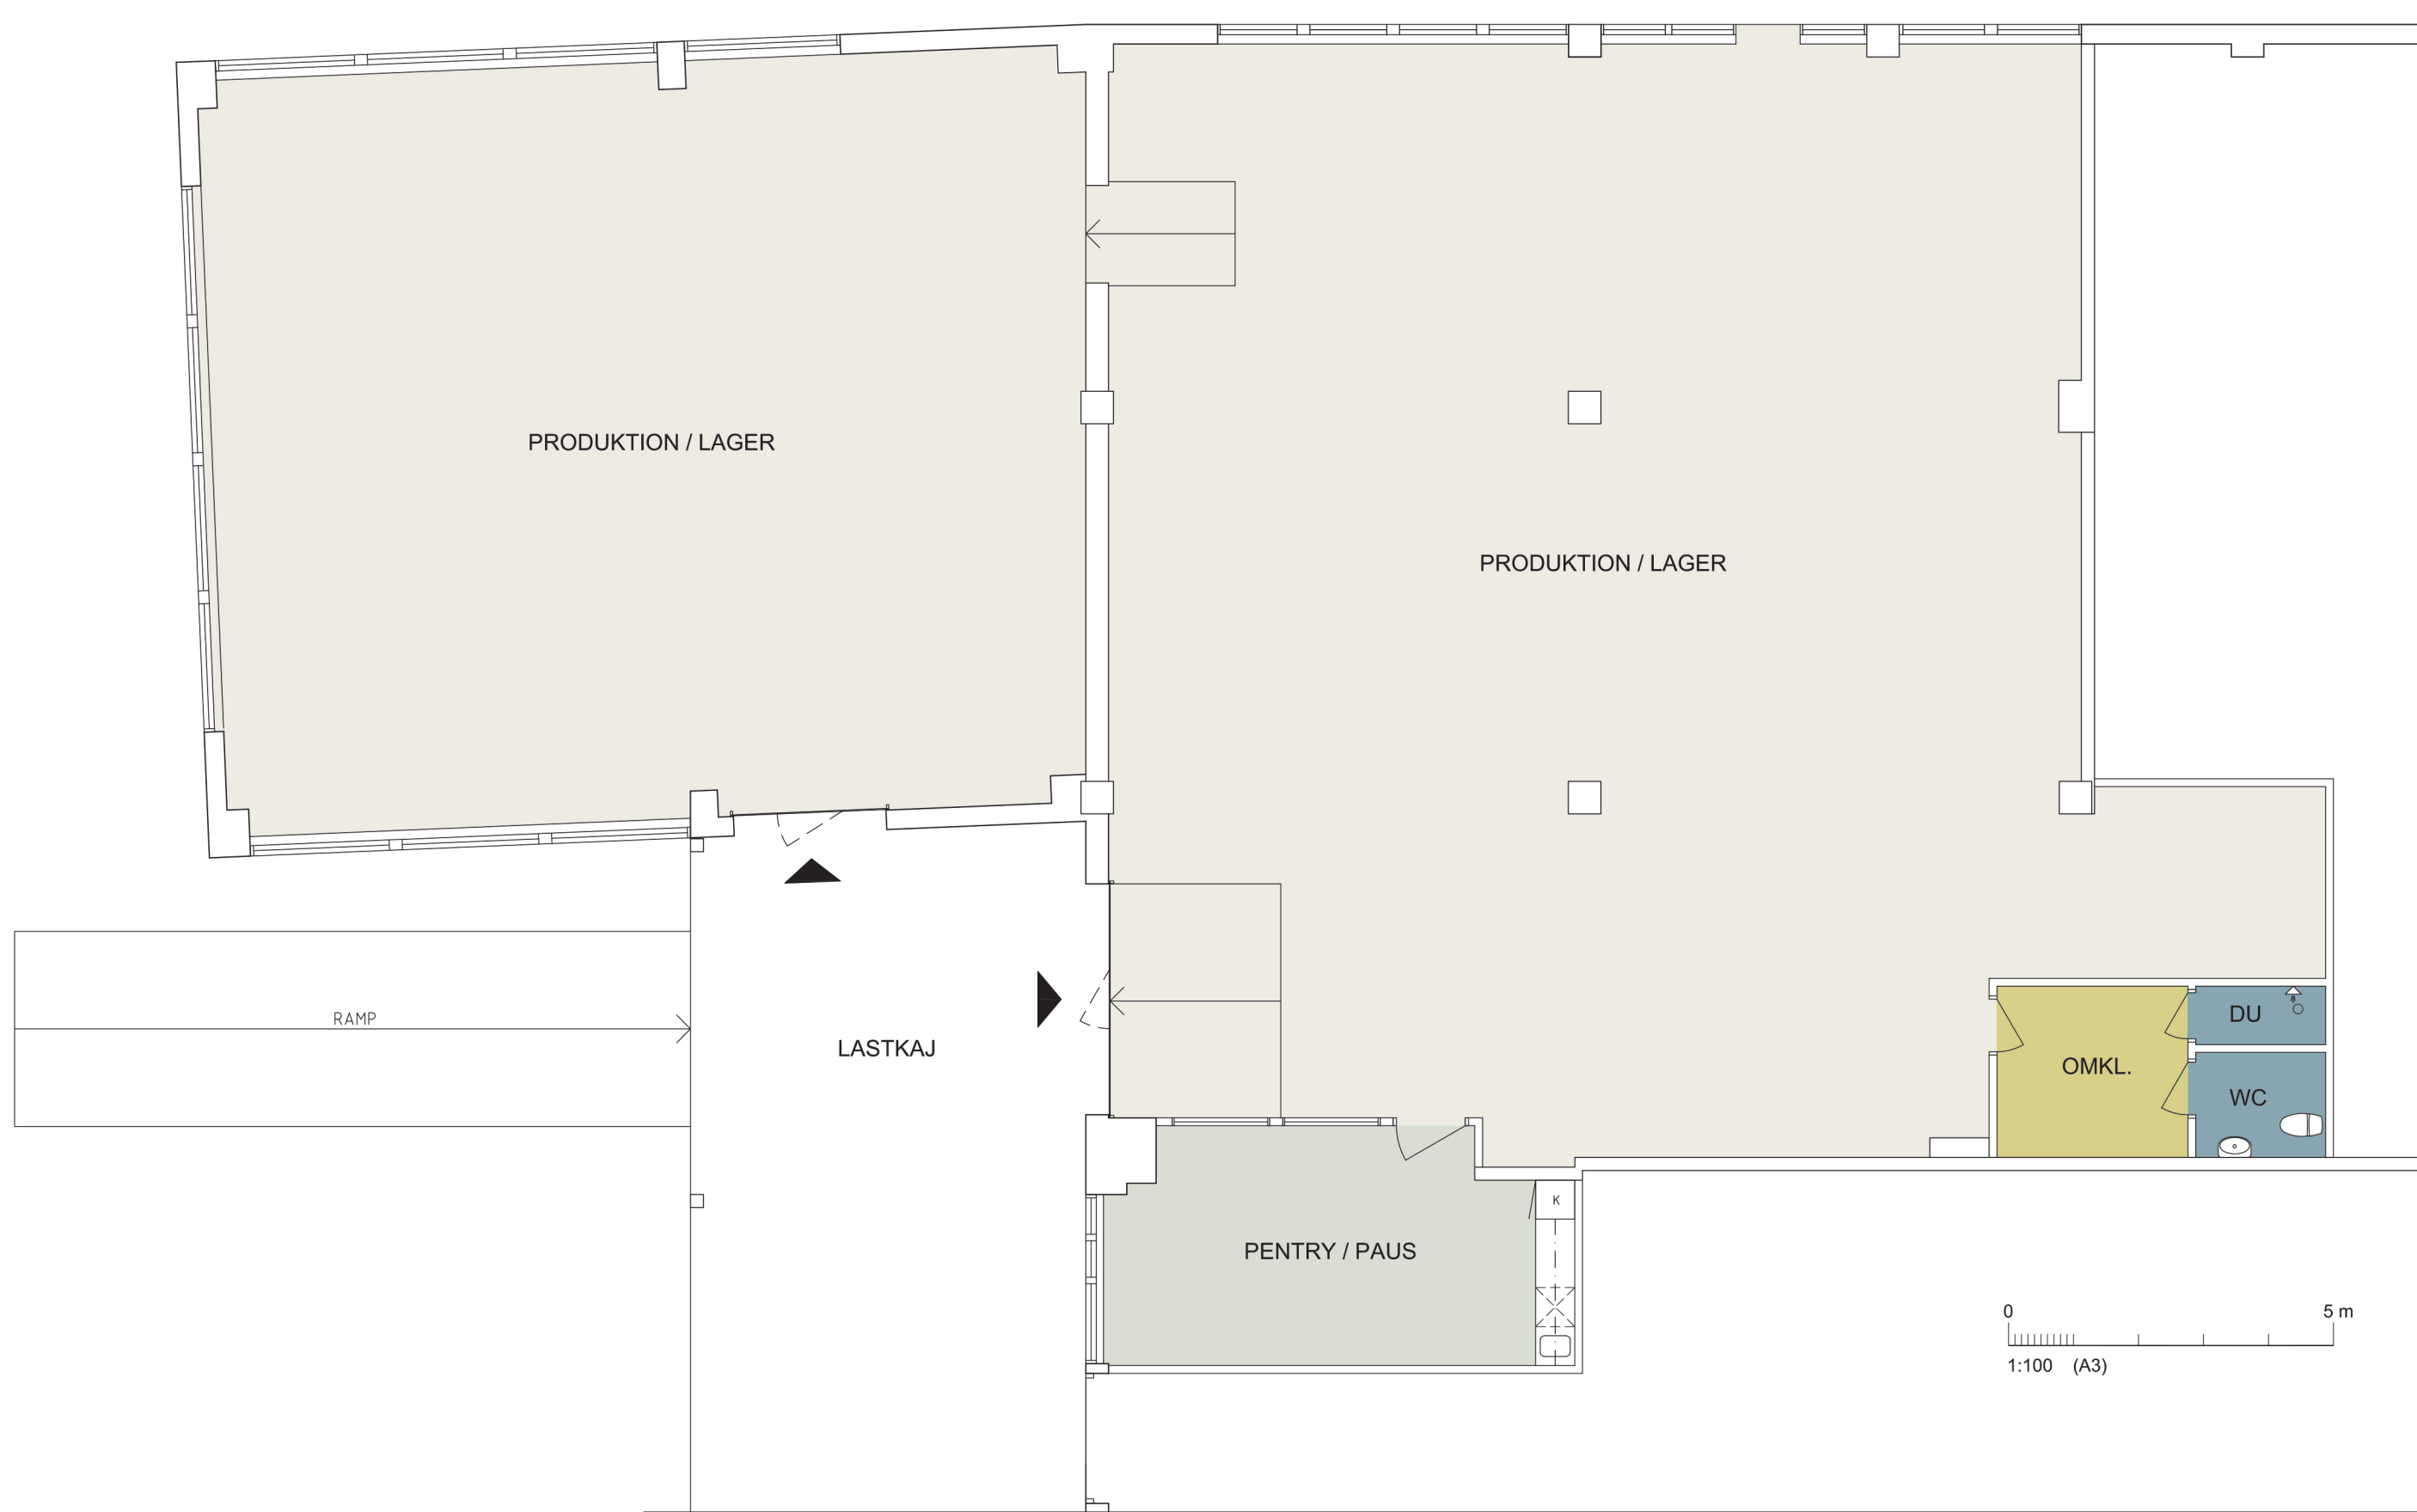 PRODUKTION / LAGER
PRODUKTION / LAGER
RAMP
LASTKAJ
DU
OMKL.
WC
K
PENTRY / PAUS
0 5 m
1:100 (A3)